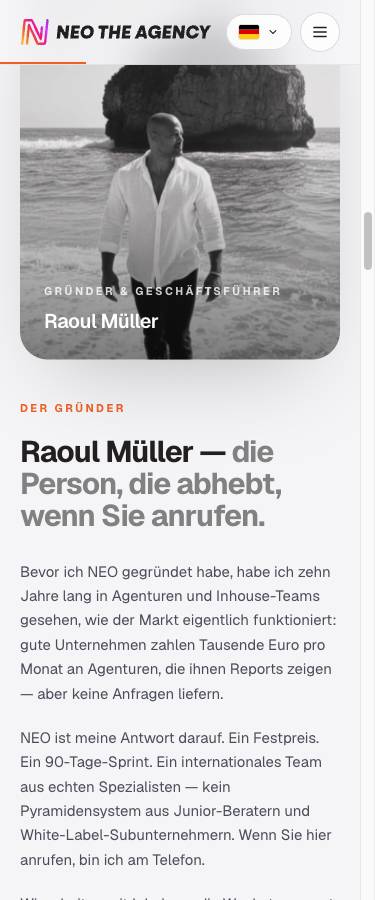 NEO THE AGENCY
GRÜNDER & GESCHÄFTSFÜHRER
Raoul Müller
DER GRÜNDER
Raoul Müller — die
Person, die abhebt,
wenn Sie anrufen.
Bevor ich NEO gegründet habe, habe ich zehn
Jahre lang in Agenturen und Inhouse-Teams
gesehen, wie der Markt eigentlich funktioniert:
gute Unternehmen zahlen Tausende Euro pro
Monat an Agenturen, die ihnen Reports zeigen
— aber keine Anfragen liefern.
NEO ist meine Antwort darauf. Ein Festpreis.
Ein 90-Tage-Sprint. Ein internationales Team
aus echten Spezialisten — kein
Pyramidensystem aus Junior-Beratern und
White-Label-Subunternehmern. Wenn Sie hier
anrufen, bin ich am Telefon.